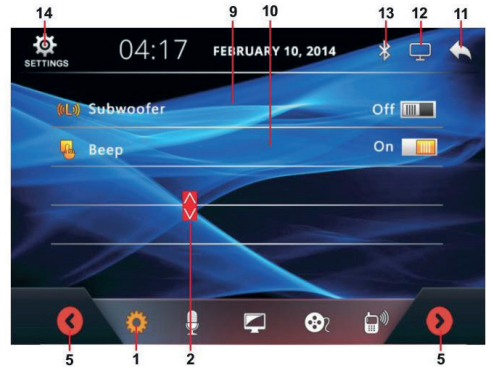 14 9 10 13 12 11
SETTINGS 04:17 FEBRUARY 10, 2014
((L)) Subwoofer Off
Beep On
5 1 2 5